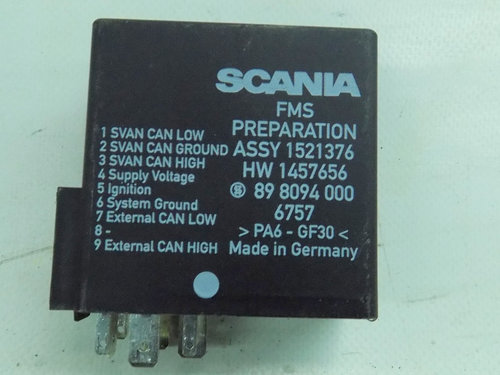 SCANIA
FMS
PREPARATION
ASSY 1521376
HW 1457656
89 8094 000
6757
> PA6 - GF30 <
Made in Germany
1 SVAN CAN LOW
2 SVAN CAN GROUND
3 SVAN CAN HIGH
4 Supply Voltage
5 Ignition
6 System Ground
7 External CAN LOW
8 -
9 External CAN HIGH